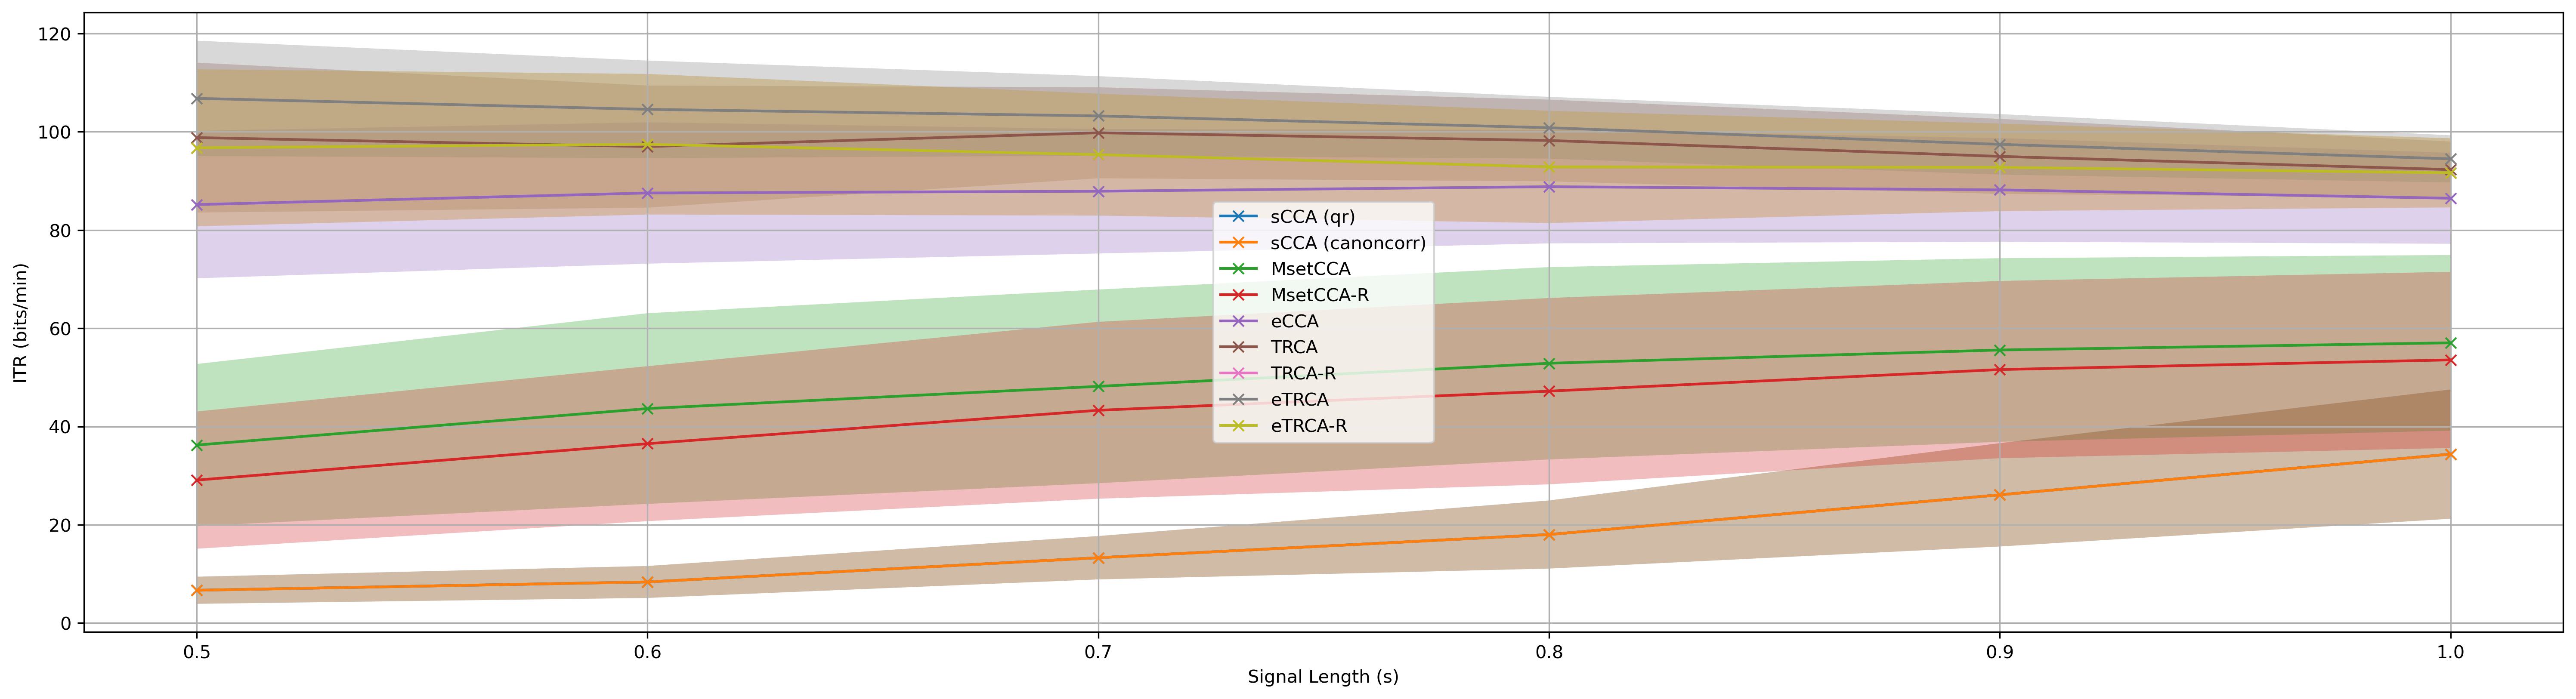 120
100
80
60
40
20
0
ITR (bits/min)
sCCA (qr)
sCCA (canoncorr)
MsetCCA
MsetCCA-R
eCCA
TRCA
TRCA-R
eTRCA
eTRCA-R
0.5 0.6 0.7 0.8 0.9 1.0
Signal Length (s)